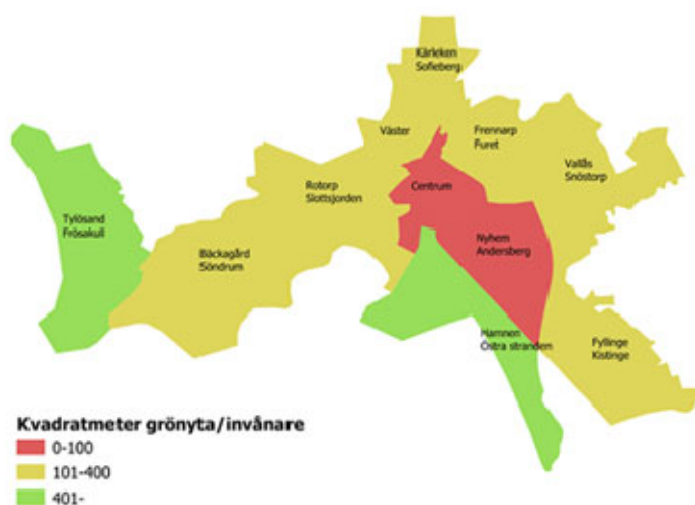 Kärleken
Sofieberg
Väster
Frennarp
Furet
Vallås
Snöstorp
Rotorp
Slottsjorden
Centrum
Tylösand
Frösakull
Nyhem
Andersberg
Bläckagård
Söndrum
Hamnen
Östra stranden
Fyllinge
Kistinge
Kvadratmeter grönyta/invånare
0-100
101-400
401-